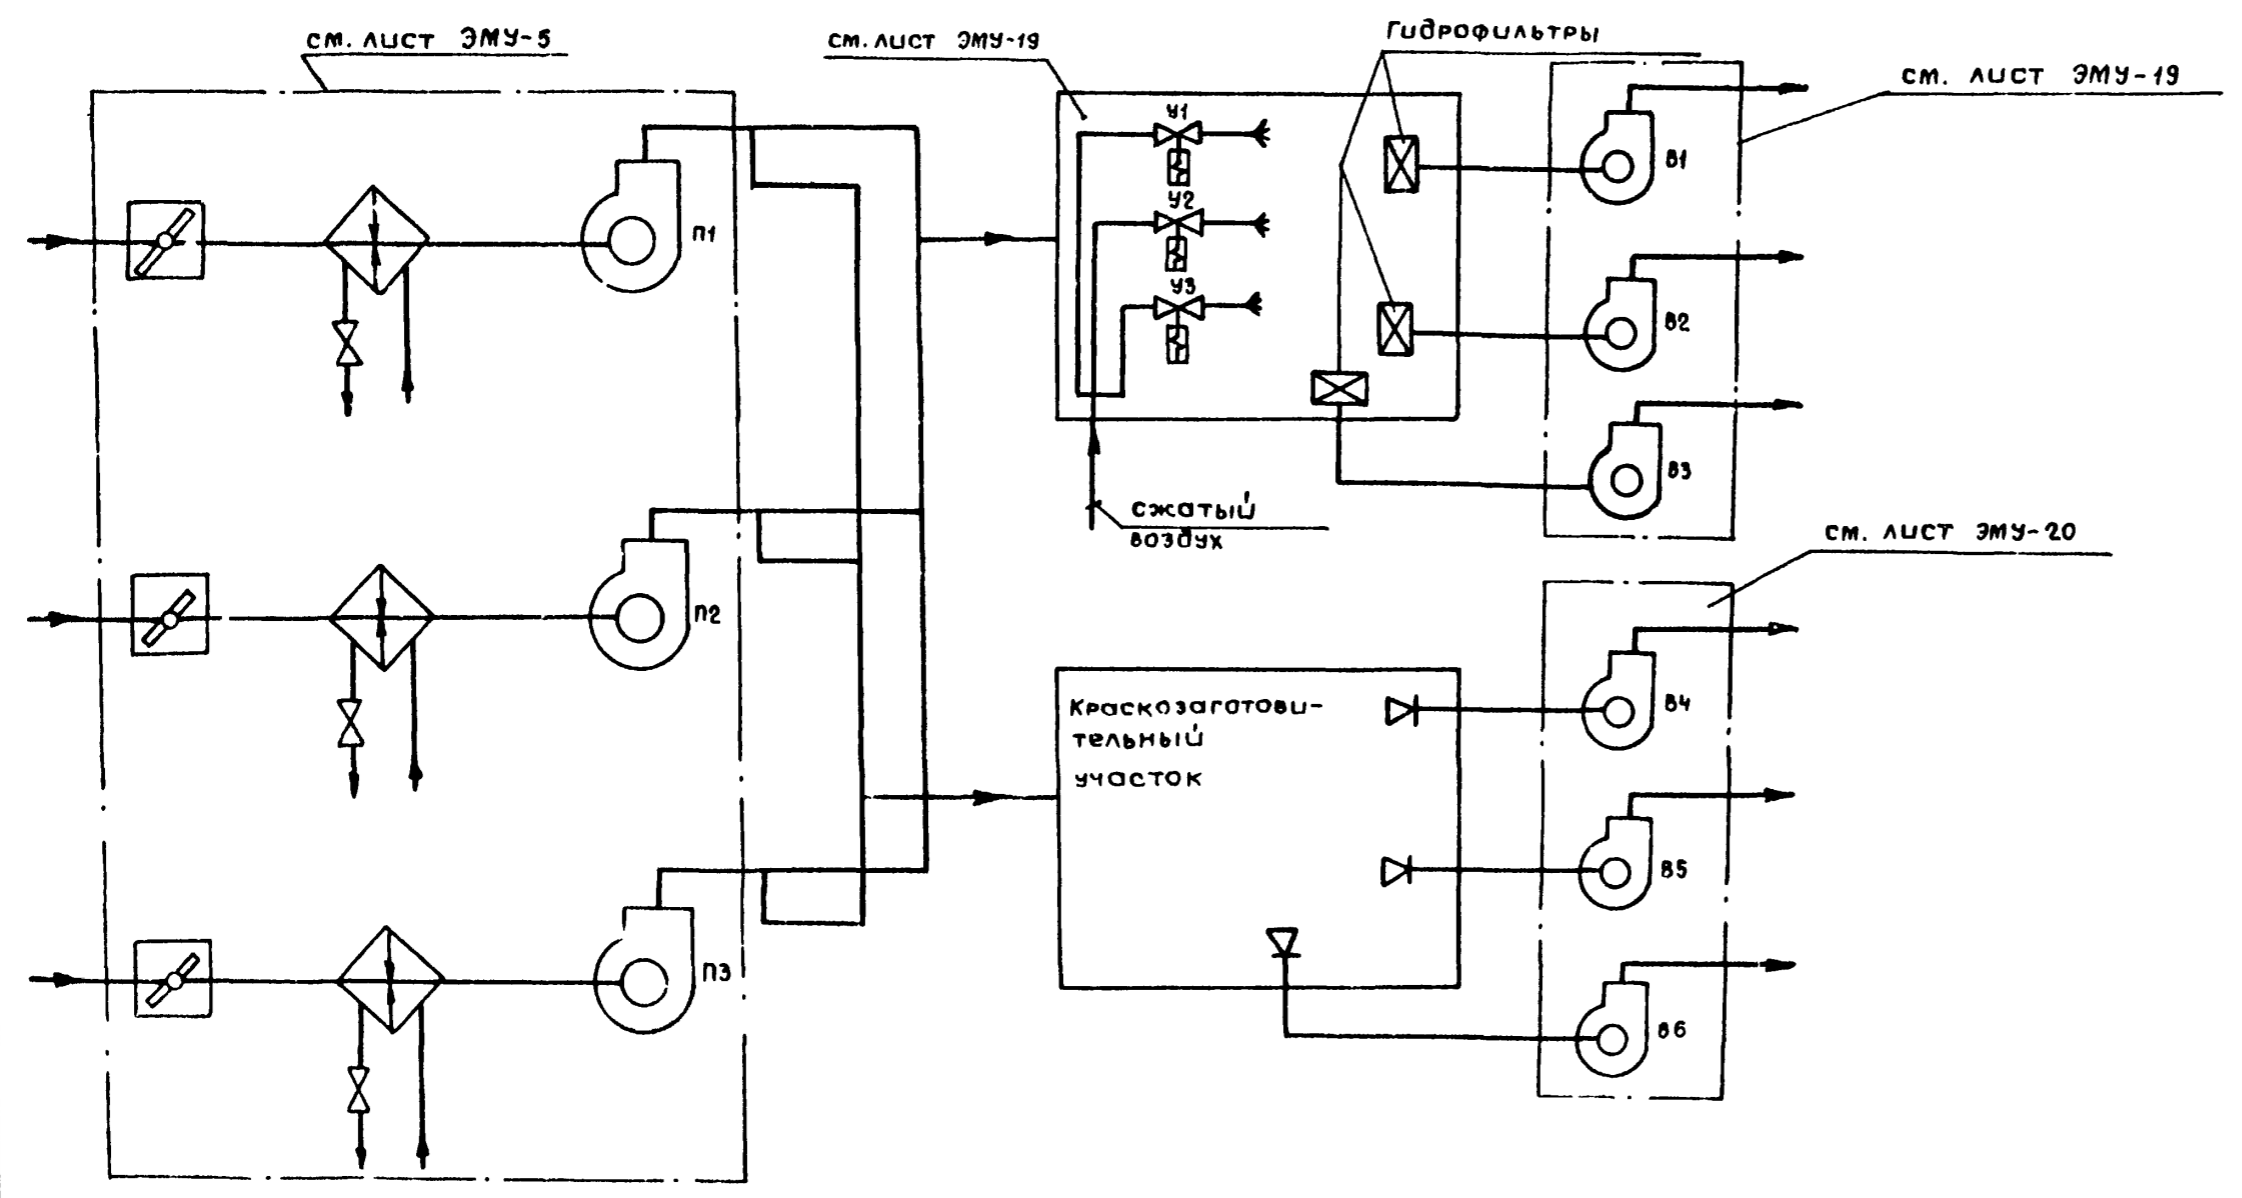 см. лист ЭМУ-5
см. лист ЭМУ-19
Гидрофильтры
см. лист ЭМУ-19
У1
У2
У3
В1
В2
В3
П1
П2
П3
сжатый
воздух
см. лист ЭМУ-20
Краскозаготови-
тельный
участок
В4
В5
В6